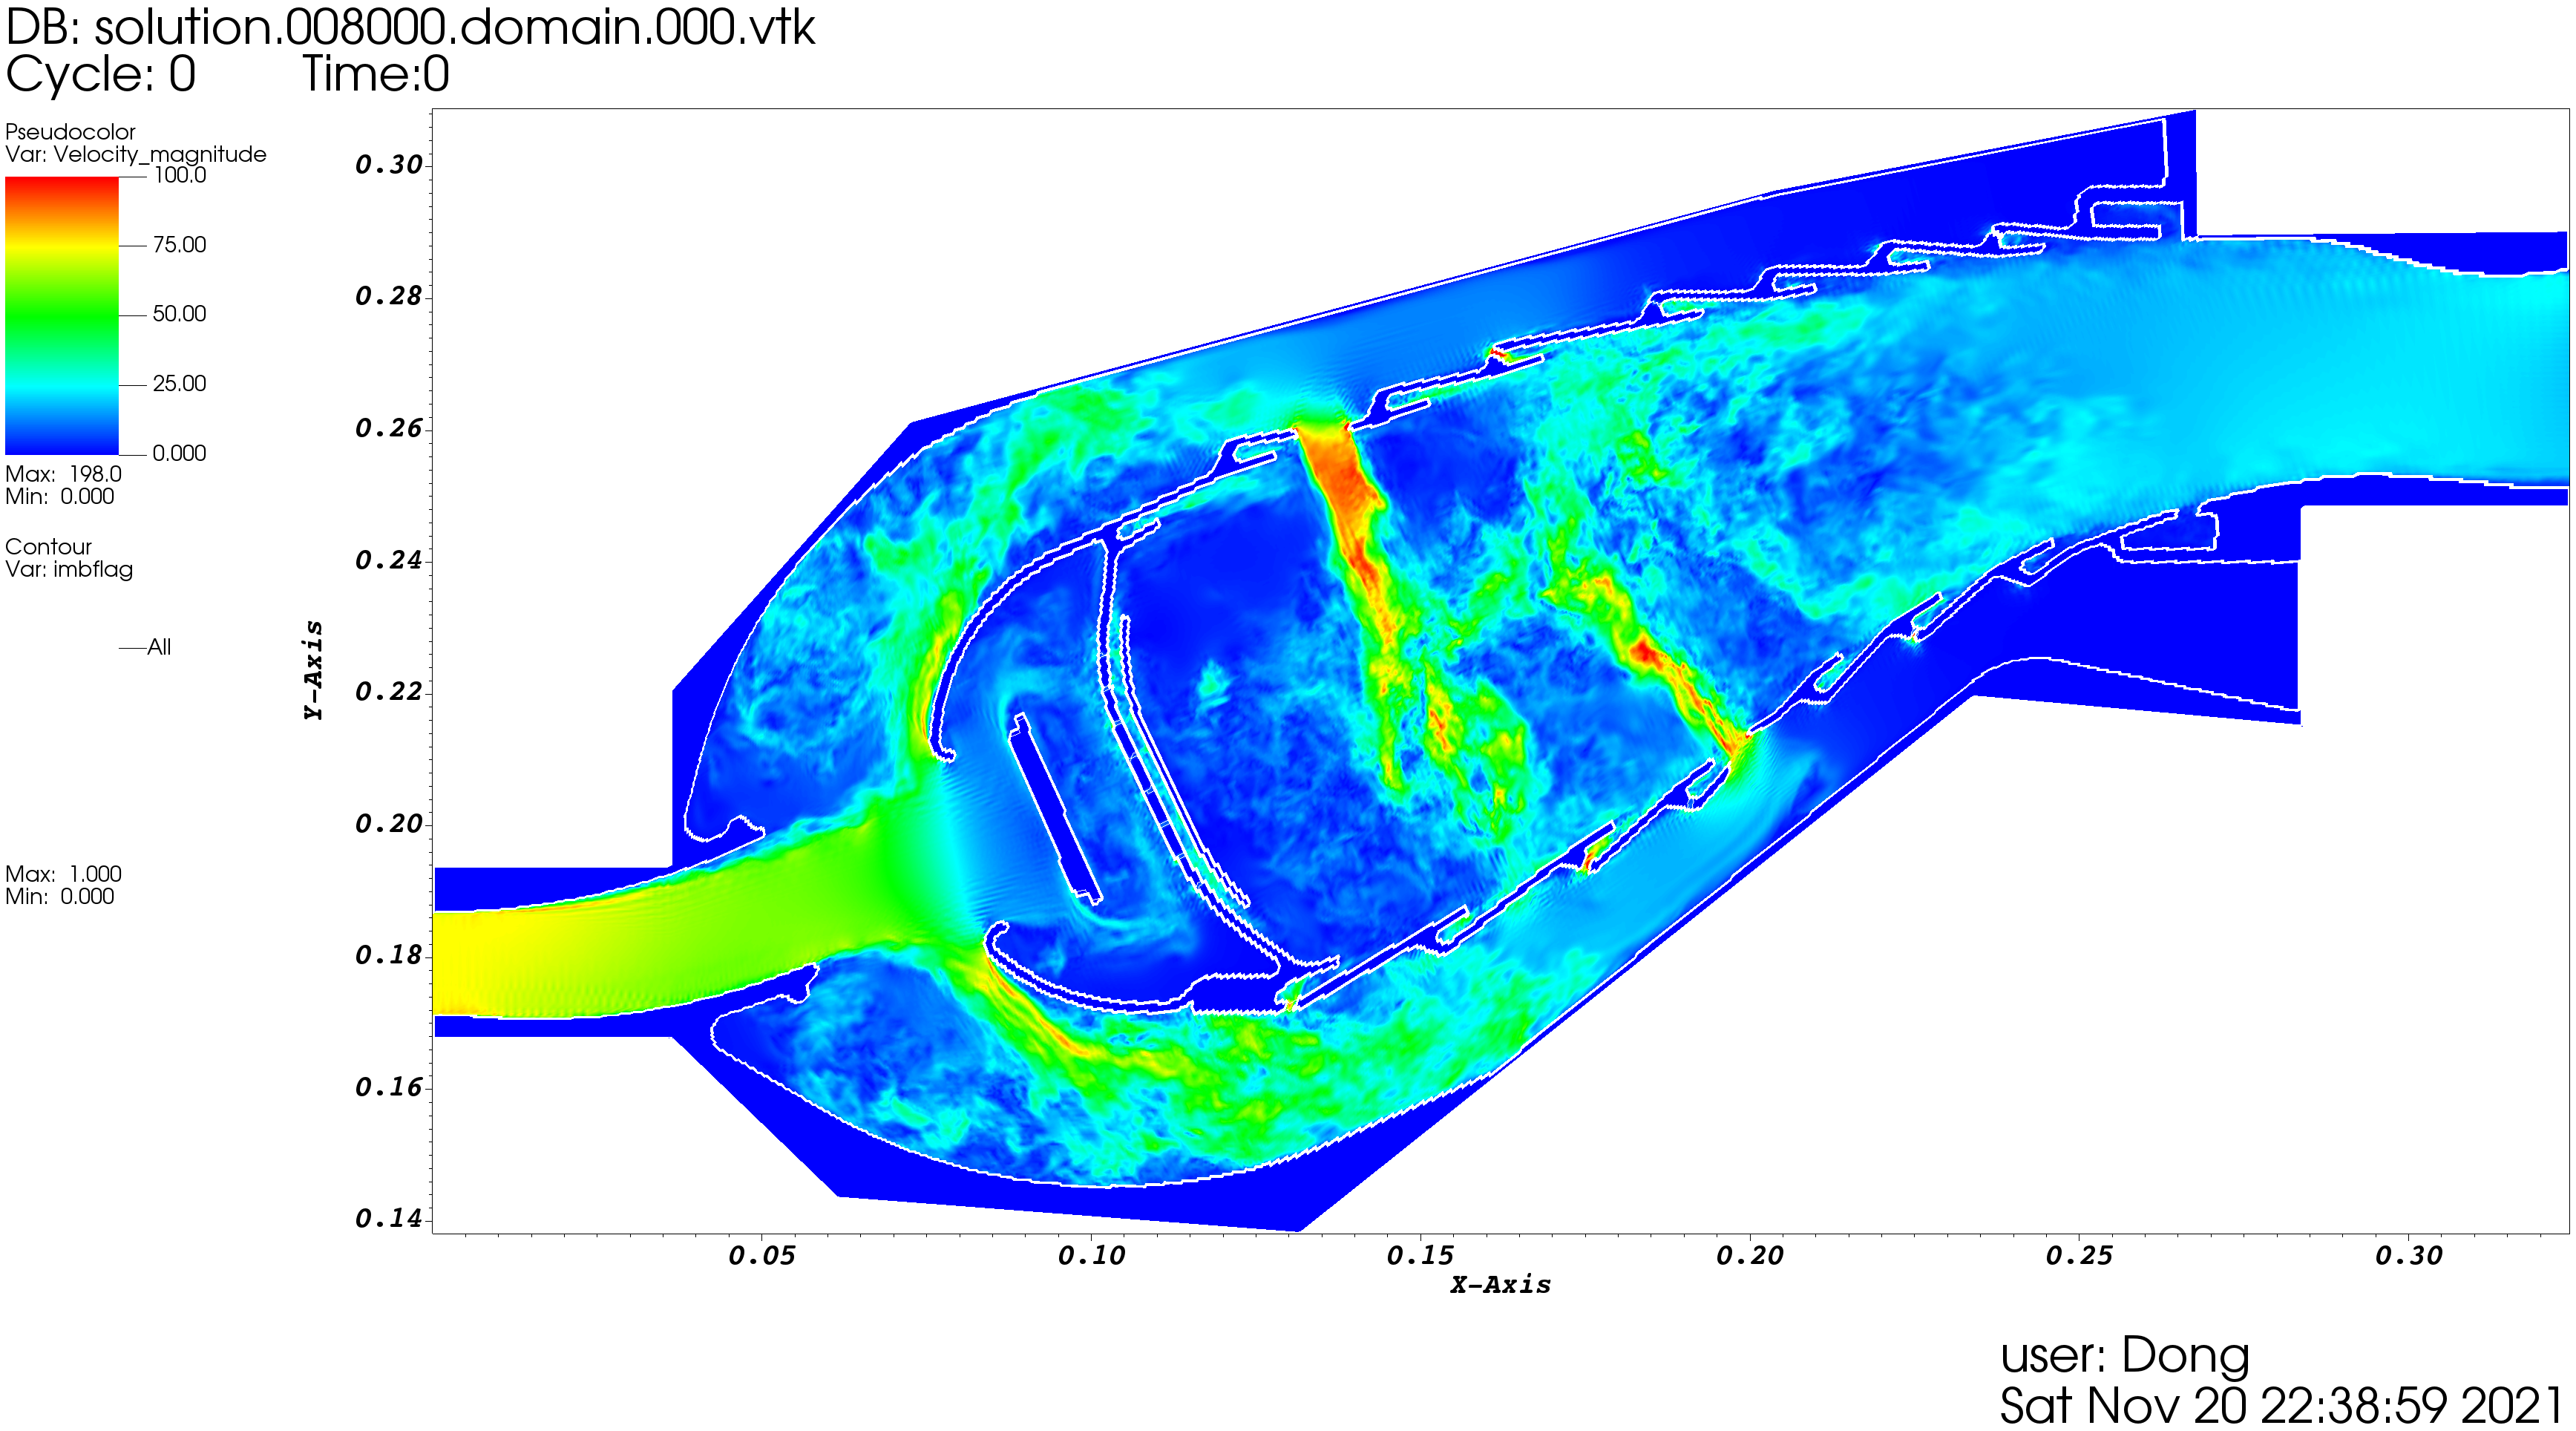 DB: solution.008000.domain.000.vtk
Cycle: 0 Time:0
Pseudocolor
Var: Velocity_magnitude
100.0
75.00
50.00
25.00
0.000
Max: 198.0
Min: 0.000
Contour
Var: imbflag
All
Max: 1.000
Min: 0.000
0.30
0.28
0.26
0.24
0.22
0.20
0.18
0.16
0.14
Y-Axis
0.05 0.10 0.15 0.20 0.25 0.30
X-Axis
user: Dong
Sat Nov 20 22:38:59 2021